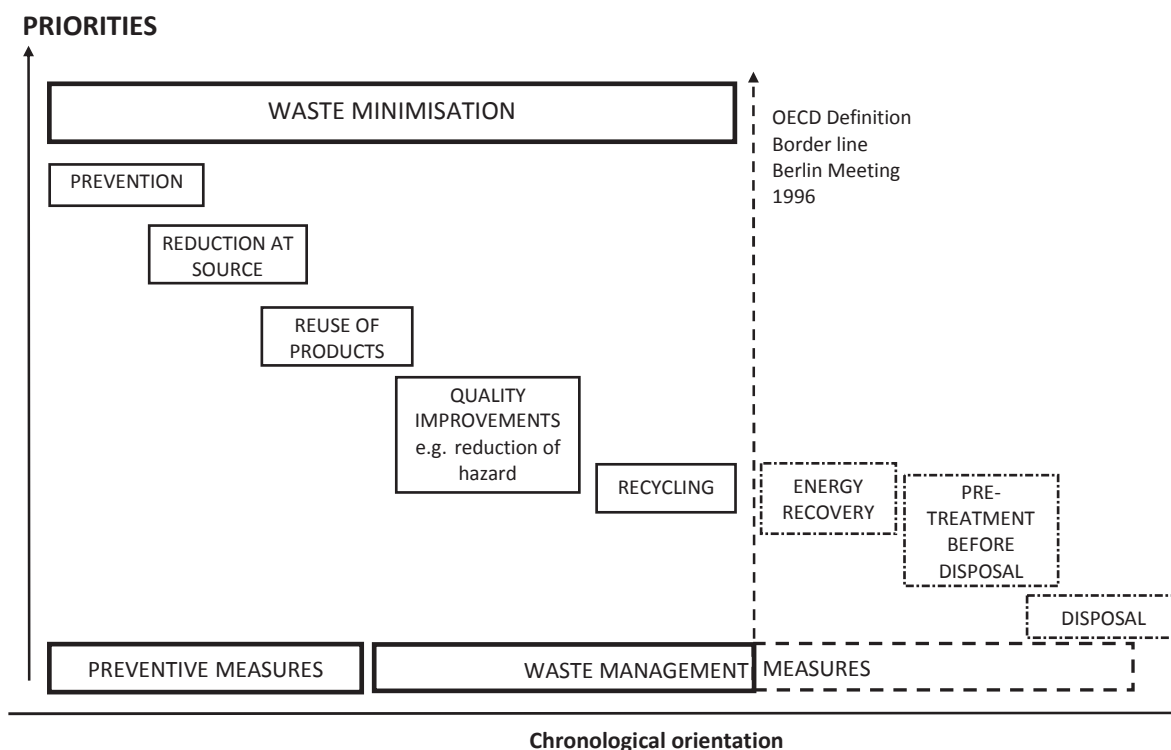 PRIORITIES
WASTE MINIMISATION
OECD Definition
Border line
Berlin Meeting
1996
PREVENTION
REDUCTION AT
SOURCE
REUSE OF
PRODUCTS
QUALITY
IMPROVEMENTS
e.g. reduction of
hazard
RECYCLING
ENERGY
RECOVERY
PRE-
TREATMENT
BEFORE
DISPOSAL
DISPOSAL
PREVENTIVE MEASURES
WASTE MANAGEMENT MEASURES
Chronological orientation